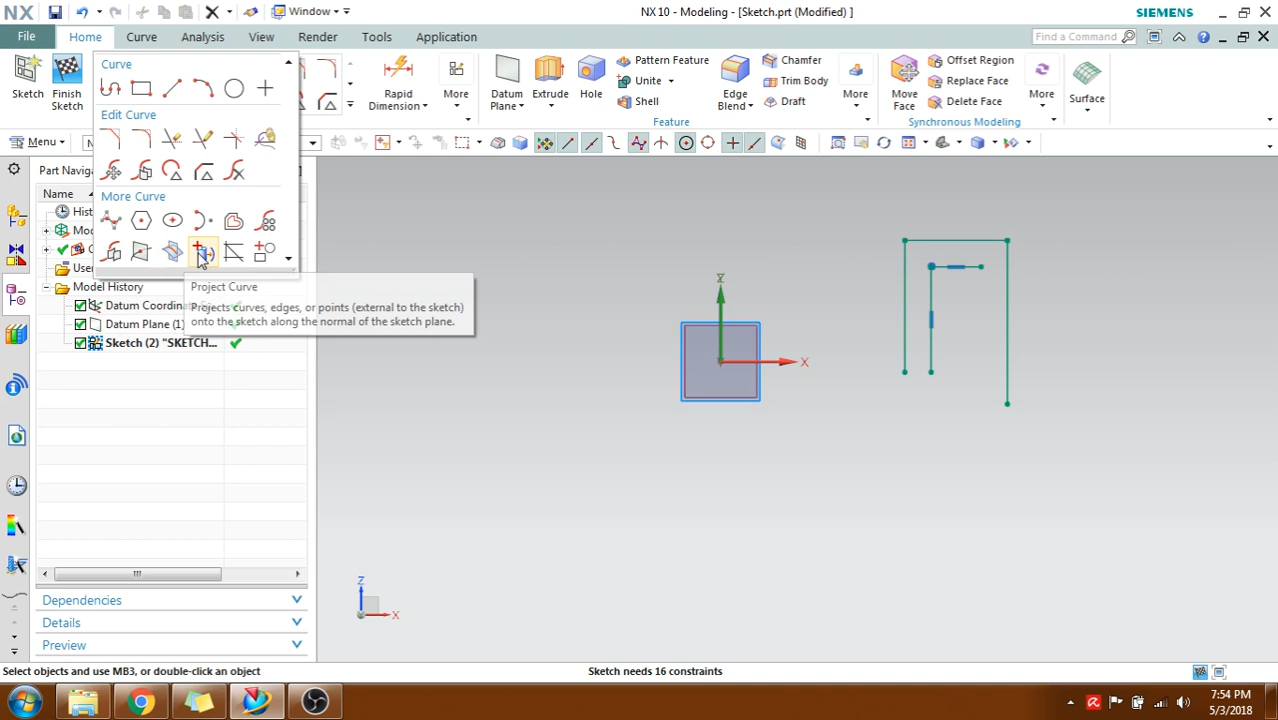 NX
Window
NX 10 - Modeling - [Sketch.prt (Modified) ]
SIEMENS
File
Home
Curve
Analysis
View
Render
Tools
Application
Find a Command
Sketch
Finish
Sketch
Curve
Edit Curve
More Curve
Rapid
Dimension
More
Datum
Plane
Extrude
Hole
Pattern Feature
Unite
Shell
Edge
Blend
Chamfer
Trim Body
Draft
More
Feature
Move
Face
Offset Region
Replace Face
Delete Face
More
Synchronous Modeling
Surface
Menu
Part Navig
Name
Hist
Mod
User
Model History
Datum Coordina
Datum Plane (1)
Sketch (2) "SKETCH...
Project Curve
Projects curves, edges, or points (external to the sketch)
onto the sketch along the normal of the sketch plane.
Z
X
Z
X
Dependencies
Details
Preview
Select objects and use MB3, or double-click an object
Sketch needs 16 constraints
7:54 PM
5/3/2018